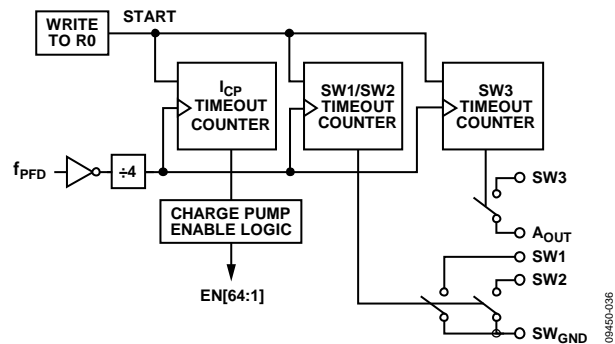 WRITE
TO R0
START
ICP
TIMEOUT
COUNTER
SW1/SW2
TIMEOUT
COUNTER
SW3
TIMEOUT
COUNTER
fPFD
÷4
CHARGE PUMP
ENABLE LOGIC
EN[64:1]
SW3
AOUT
SW1
SW2
SWGND
09450-036